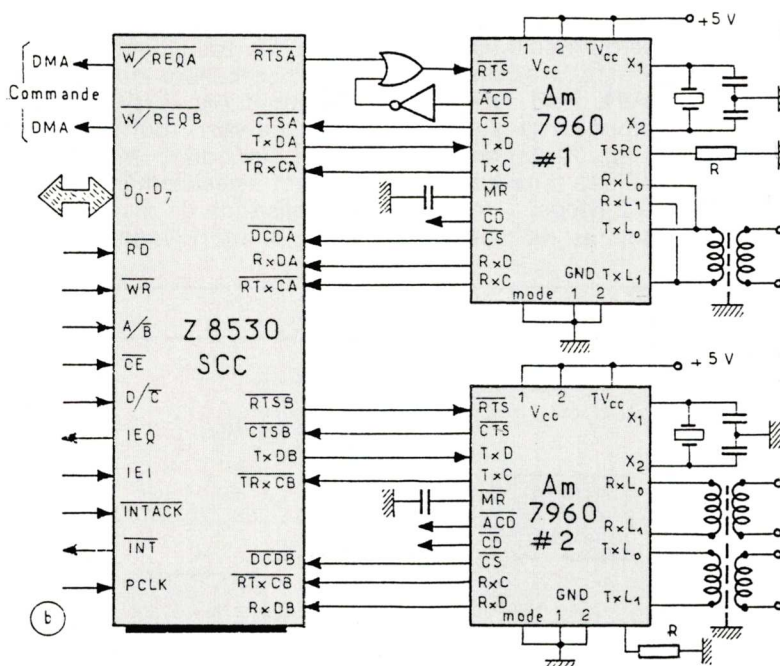 +5 V
DMA
Commande
DMA
W/REQA
W/REQB
D0-D7
RD
WR
A/B
CE
D/C
IEO
IEI
INTACK
INT
PCLK
Z 8530
SCC
RTSA
CTSA
TxDA
TRxCA
DCDA
RxDA
RTxCA
RTSB
CTSB
TxDB
TRxCB
DCDB
RTxCB
RxDB
1 2 TVcc
Vcc
RTS
ACD
CTS
TxD
TxC
MR
CD
CS
RxD
RxC
Am
7960
#1
X1
X2
TSRC
RxL0
RxL1
TxL0
TxL1
GND
mode 1 2
R
+5 V
1 2 TVcc
Vcc
RTS
CTS
TxD
TxC
MR
ACD
CD
CS
RxC
RxD
Am
7960
#2
X1
X2
RxL0
RxL1
TxL0
TxL1
GND
mode 1 2
R
b